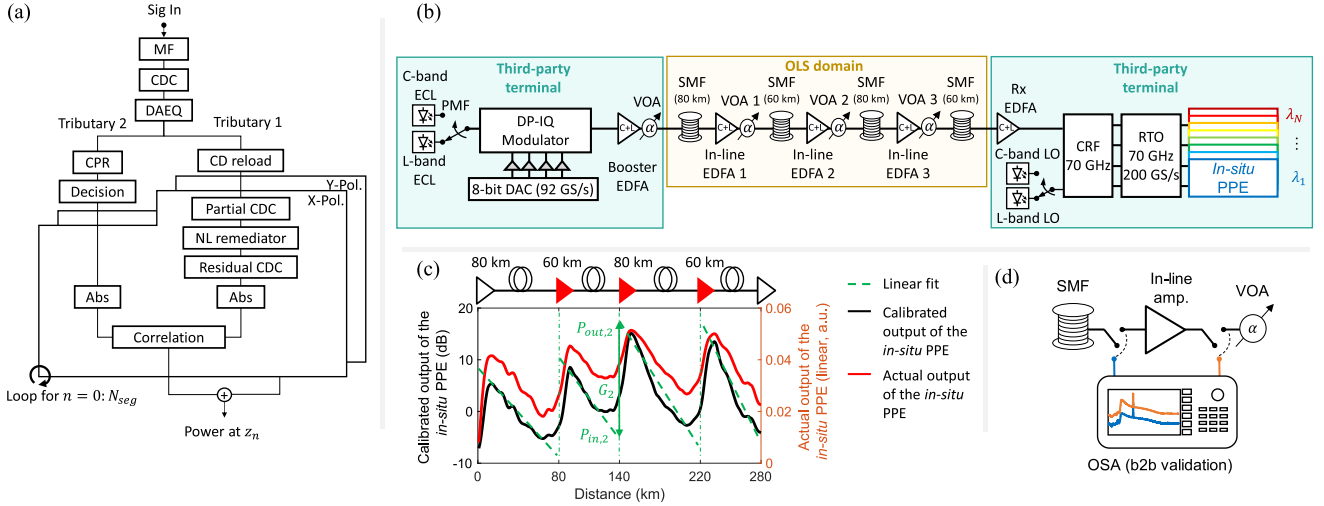 (a)
Sig In
MF
CDC
DAEQ
Tributary 2
Tributary 1
CPR
CD reload
Decision
Y-Pol.
X-Pol.
Partial CDC
NL remediator
Residual CDC
Abs
Abs
Correlation
Loop for n = 0: N_seg
+
Power at z_n
(b)
Third-party
terminal
C-band
ECL
PMF
L-band
ECL
DP-IQ
Modulator
8-bit DAC (92 GS/s)
VOA
C+L
α
Booster
EDFA
OLS domain
SMF
(80 km)
VOA 1
SMF
(60 km)
VOA 2
SMF
(80 km)
VOA 3
SMF
(60 km)
C+L
α
C+L
α
C+L
α
In-line
EDFA 1
In-line
EDFA 2
In-line
EDFA 3
Third-party
terminal
Rx
EDFA
C+L
C-band LO
L-band LO
CRF
70 GHz
RTO
70 GHz
200 GS/s
In-situ
PPE
λ_N
⋮
λ_1
(c)
80 km
60 km
80 km
60 km
Calibrated output of the
in-situ PPE (dB)
20
10
0
-10
P_out,2
G_2
P_in,2
0.06
0.04
0.02
0
Actual output of the
in-situ PPE (linear, a.u.)
0
80
140
220
280
Distance (km)
Linear fit
Calibrated
output of the
in-situ PPE
Actual output
of the in-situ
PPE
(d)
SMF
In-line
amp.
VOA
α
OSA (b2b validation)